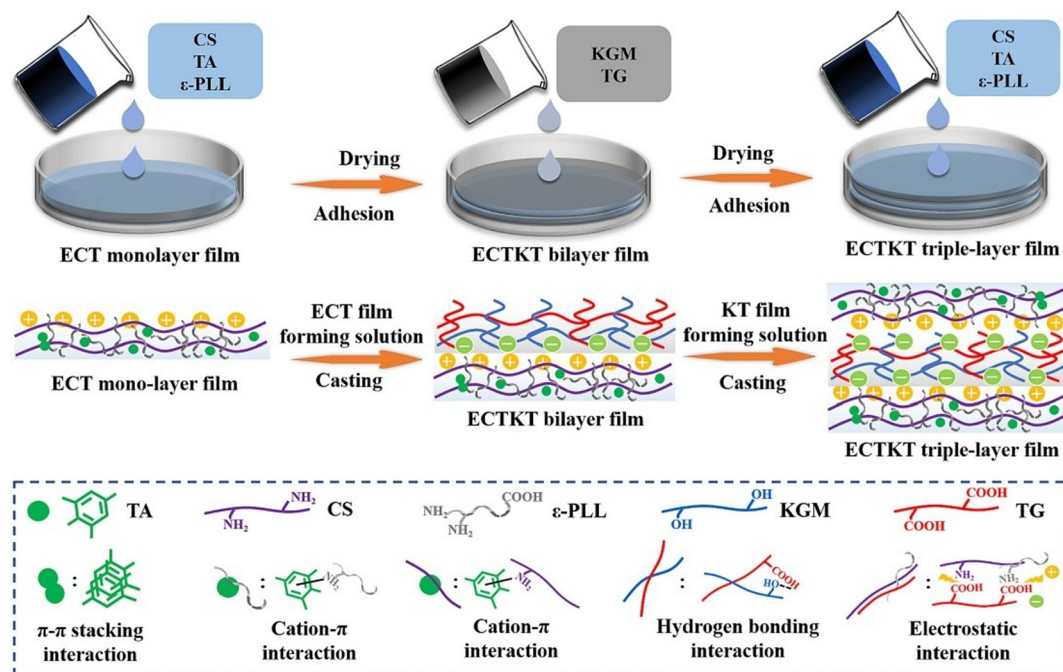 CS
TA
ε-PLL
KGM
TG
CS
TA
ε-PLL
Drying
Adhesion
Drying
Adhesion
ECT monolayer film
ECTKT bilayer film
ECTKT triple-layer film
ECT film
forming solution
Casting
KT film
forming solution
Casting
ECT mono-layer film
ECTKT bilayer film
ECTKT triple-layer film
TA
NH₂
NH₂
CS
NH₂
NH₂
COOH
ε-PLL
OH
OH
KGM
COOH
COOH
TG
:
π-π stacking
interaction
:
NH₂
Cation-π
interaction
:
NH₂
Cation-π
interaction
:
COOH
HO
Hydrogen bonding
interaction
:
NH₂
NH₂
COOH
COOH
Electrostatic
interaction